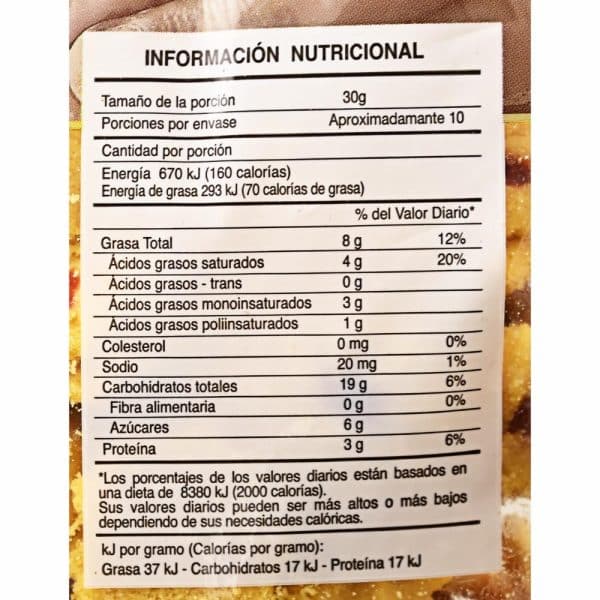 INFORMACIÓN NUTRICIONAL
Tamaño de la porción 30g
Porciones por envase Aproximadamante 10
Cantidad por porción
Energía 670 kJ (160 calorías)
Energía de grasa 293 kJ (70 calorías de grasa)
% del Valor Diario*
Grasa Total 8 g 12%
Ácidos grasos saturados 4 g 20%
Ácidos grasos - trans 0 g
Ácidos grasos monoinsaturados 3 g
Ácidos grasos poliinsaturados 1 g
Colesterol 0 mg 0%
Sodio 20 mg 1%
Carbohidratos totales 19 g 6%
Fibra alimentaria 0 g 0%
Azúcares 6 g
Proteína 3 g 6%
*Los porcentajes de los valores diarios están basados en
una dieta de 8380 kJ (2000 calorías).
Sus valores diarios pueden ser más altos o más bajos
dependiendo de sus necesidades calóricas.
kJ por gramo (Calorías por gramo):
Grasa 37 kJ - Carbohidratos 17 kJ - Proteína 17 kJ